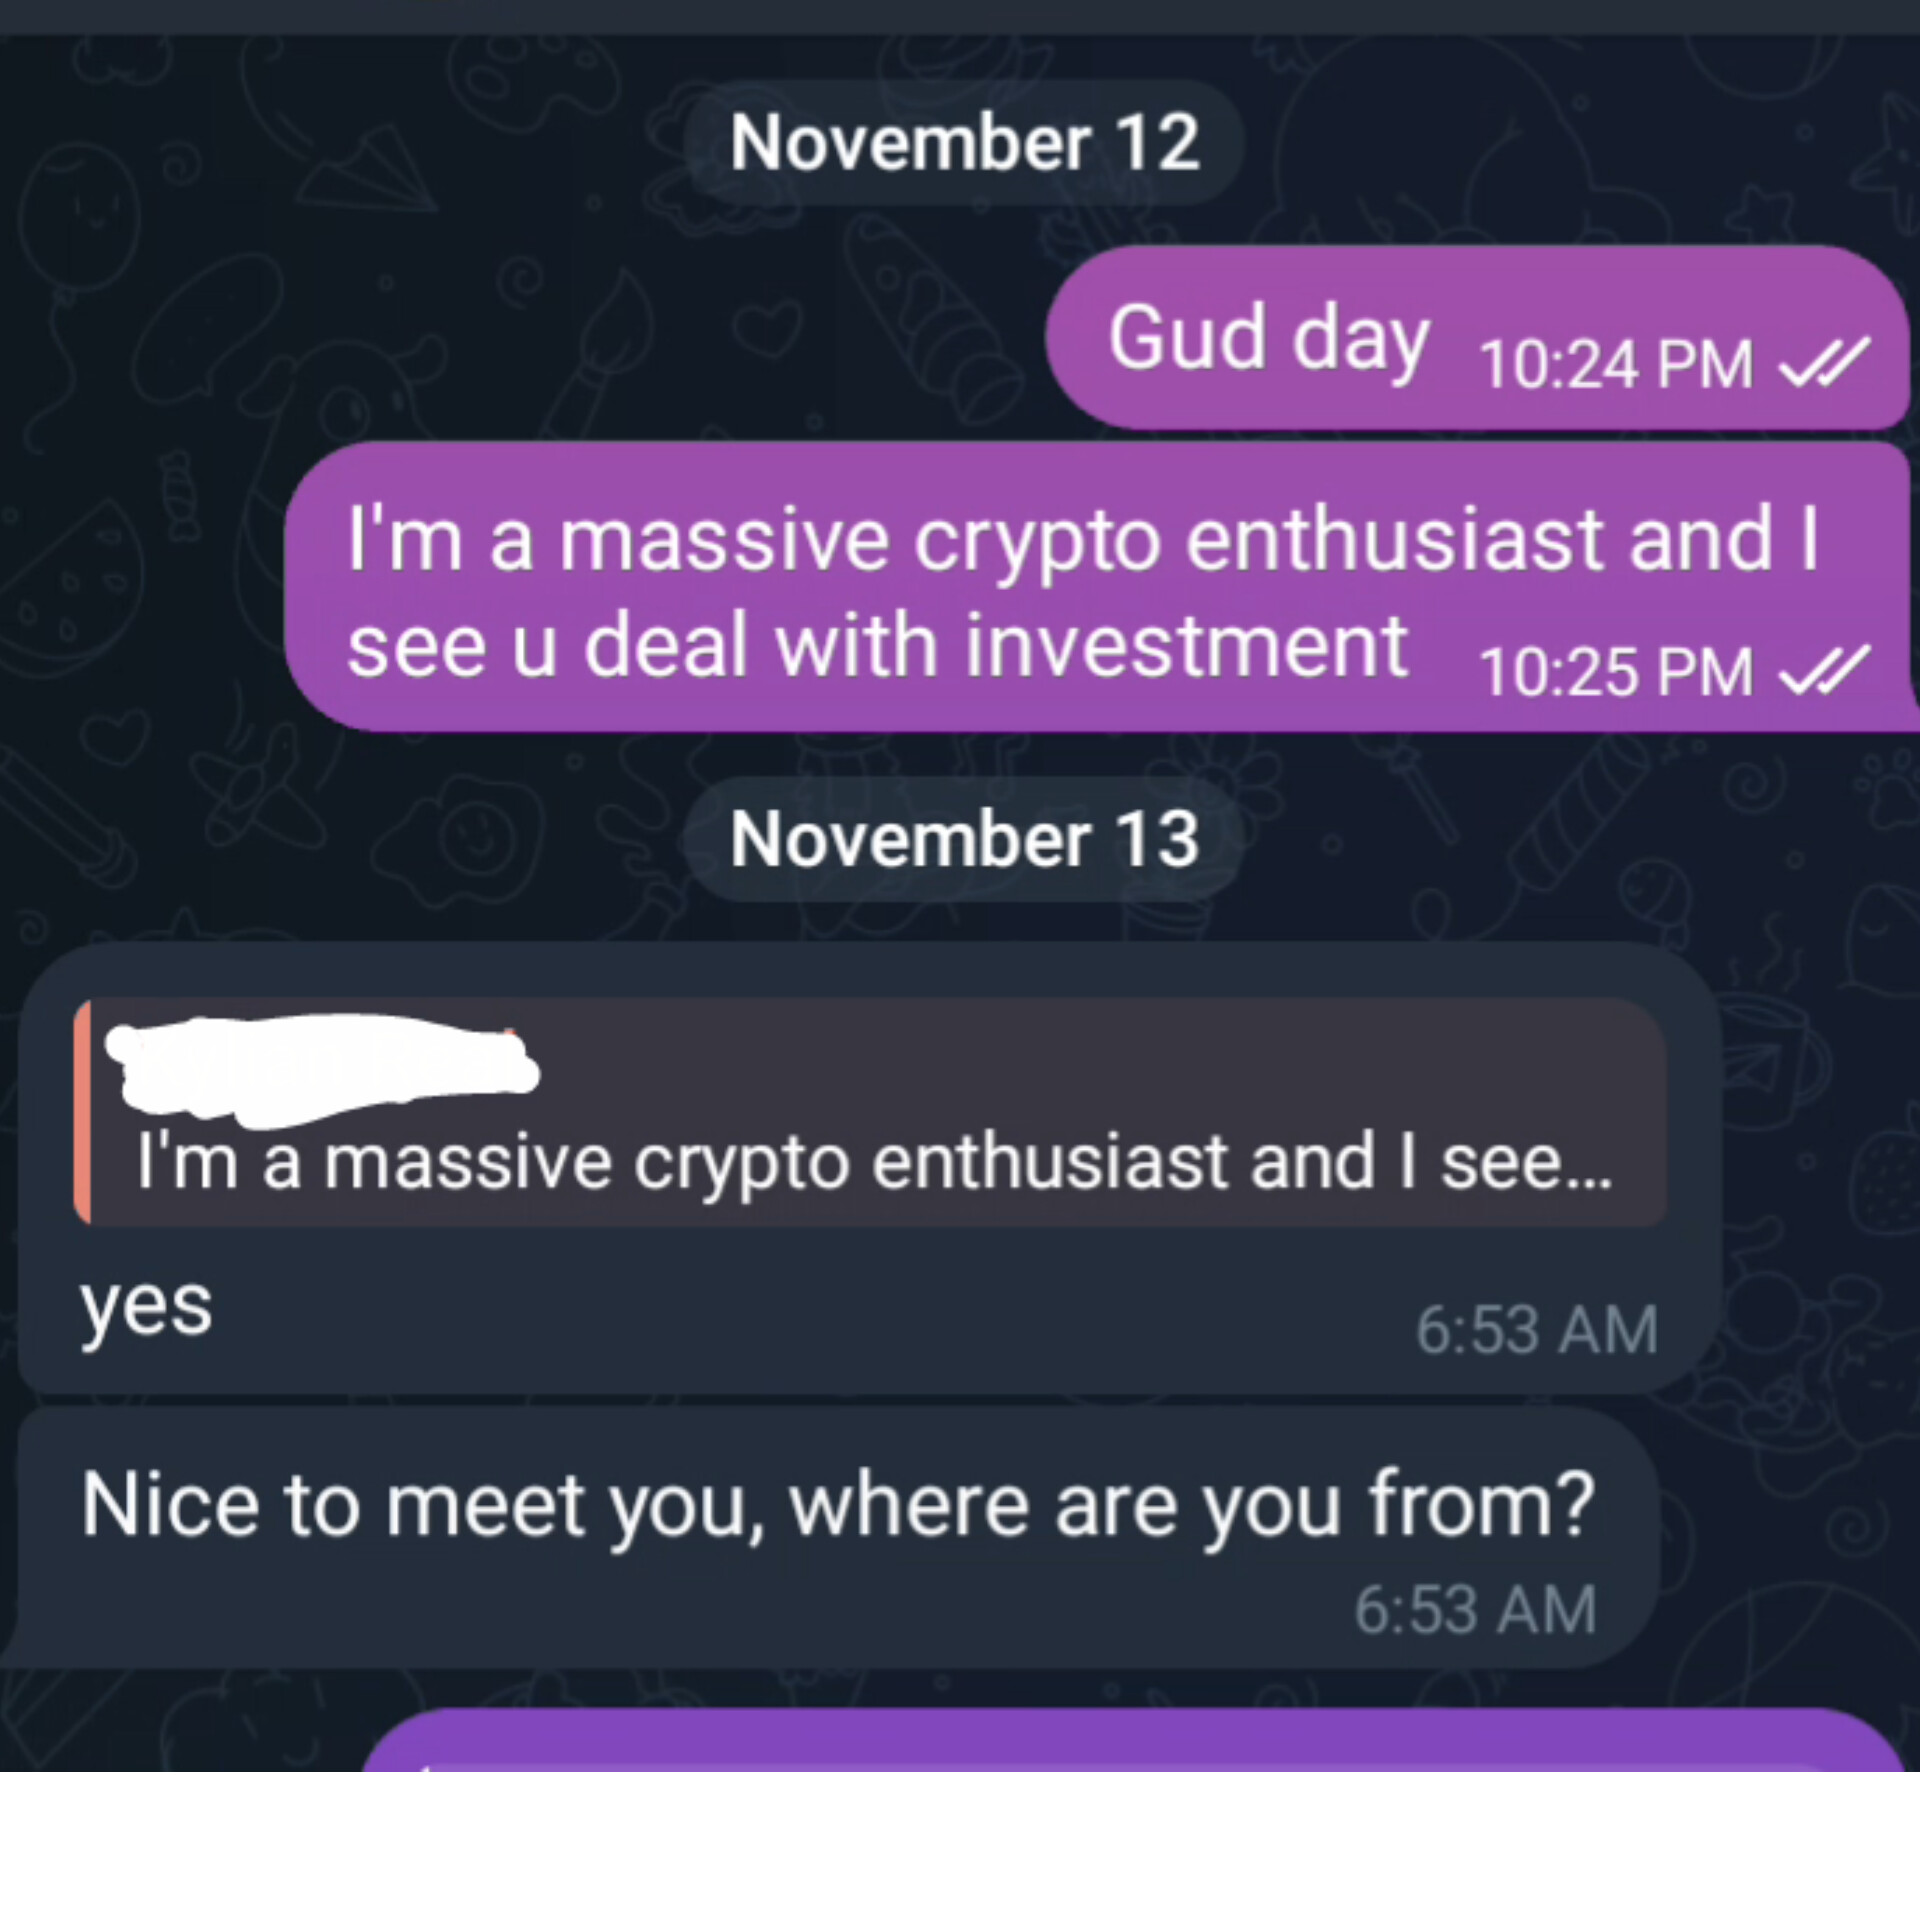 November 12
Gud day 10:24 PM
I'm a massive crypto enthusiast and I
see u deal with investment 10:25 PM
November 13
I'm a massive crypto enthusiast and I see...
yes
6:53 AM
Nice to meet you, where are you from?
6:53 AM